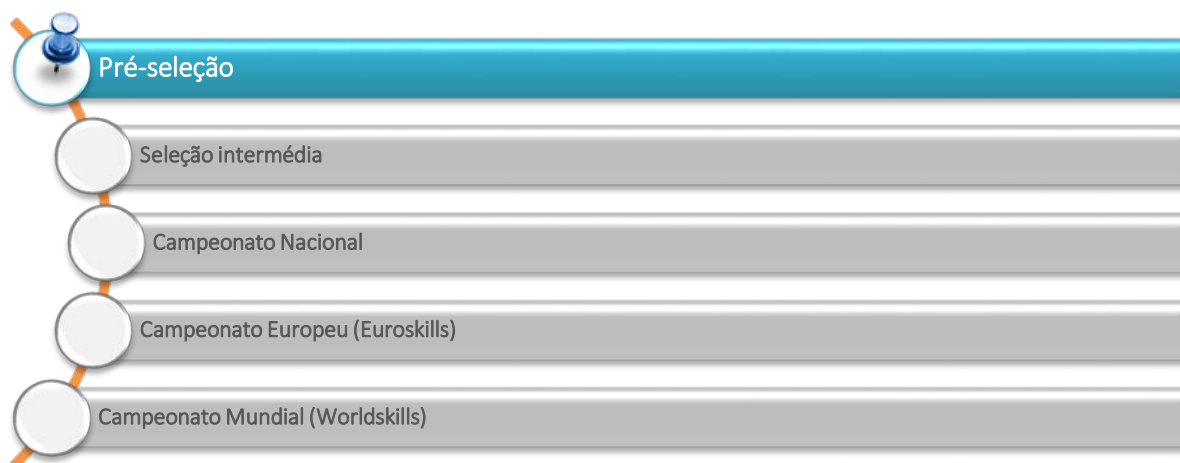 Pré-seleção
Seleção intermédia
Campeonato Nacional
Campeonato Europeu (Euroskills)
Campeonato Mundial (Worldskills)